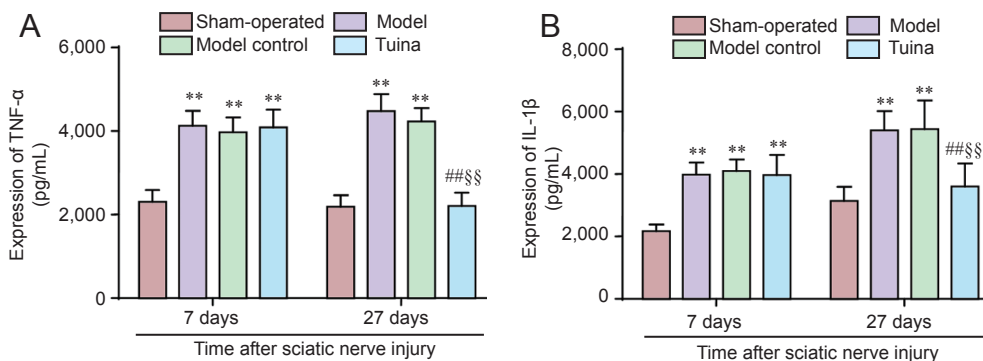 A
Sham-operated
Model
Model control
Tuina
Expression of TNF-α
(pg/mL)
6,000
4,000
2,000
0
**
**
**
**
**
##§§
7 days
27 days
Time after sciatic nerve injury
B
Sham-operated
Model
Model control
Tuina
Expression of IL-1β
(pg/mL)
8,000
6,000
4,000
2,000
0
**
**
**
**
**
##§§
7 days
27 days
Time after sciatic nerve injury